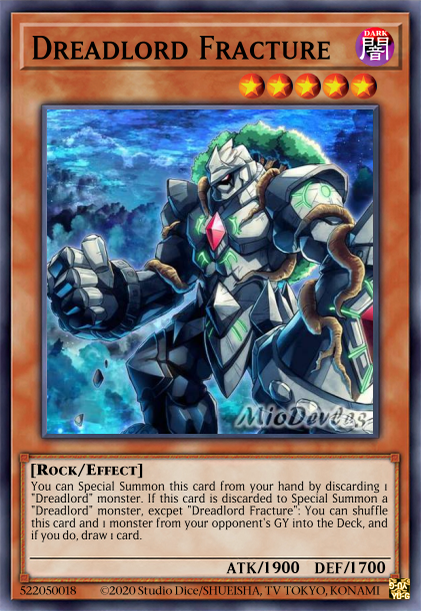 Dreadlord Fracture
DARK
闇
MioDevLes
[Rock/Effect]
You can Special Summon this card from your hand by discarding 1
"Dreadlord" monster. If this card is discarded to Special Summon a
"Dreadlord" monster, excpet "Dreadlord Fracture": You can shuffle
this card and 1 monster from your opponent's GY into the Deck, and
if you do, draw 1 card.
ATK/1900 DEF/1700
522050018 ©2020 Studio Dice/SHUEISHA, TV TOKYO, KONAMI